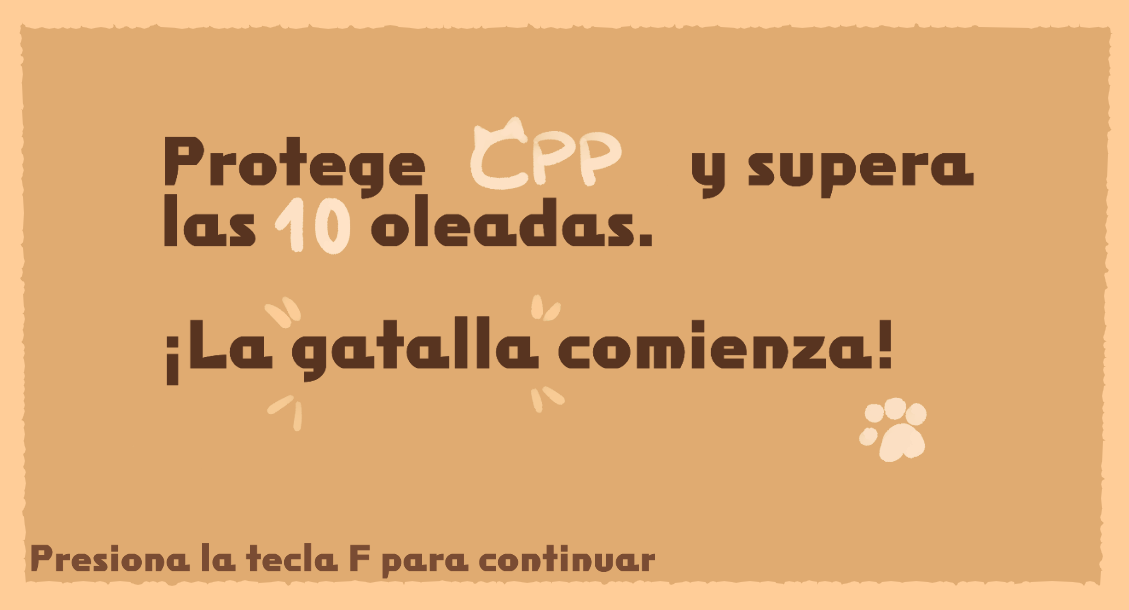 Protege CPP y supera
las 10 oleadas.
¡La gatalla comienza!
Presiona la tecla F para continuar